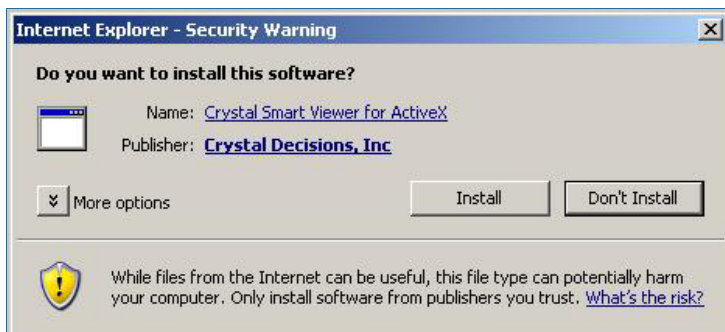 Internet Explorer - Security Warning
Do you want to install this software?
Name: Crystal Smart Viewer for ActiveX
Publisher: Crystal Decisions, Inc
More options
Install
Don't Install
While files from the Internet can be useful, this file type can potentially harm
your computer. Only install software from publishers you trust. What's the risk?